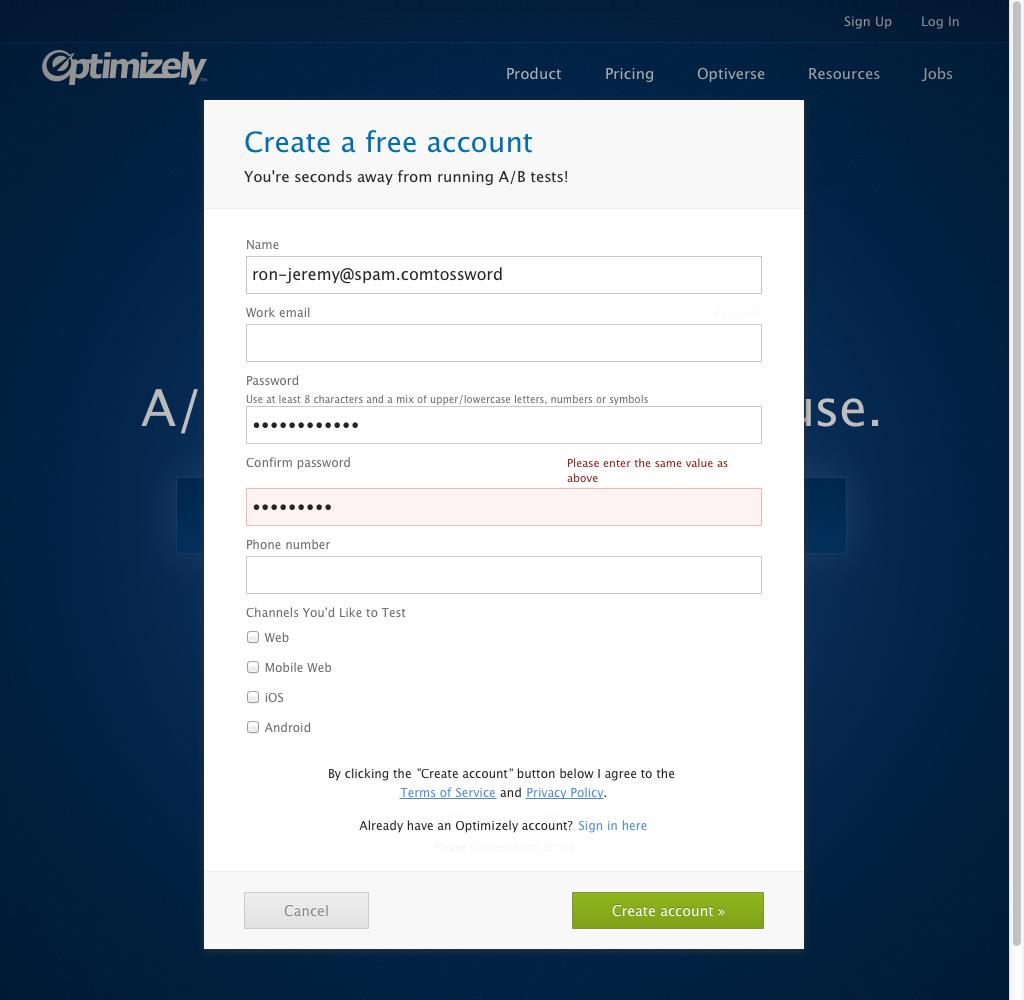 Sign Up Log In
Optimizely™
Product Pricing Optiverse Resources Jobs
Create a free account
You're seconds away from running A/B tests!
Name
ron-jeremy@spam.comtossword
Work email Required
Password
Use at least 8 characters and a mix of upper/lowercase letters, numbers or symbols
••••••••••••
Confirm password Please enter the same value as
above
•••••••••
A/ use.
Phone number
Channels You'd Like to Test
Web
Mobile Web
iOS
Android
By clicking the "Create account" button below I agree to the
Terms of Service and Privacy Policy.
Already have an Optimizely account? Sign in here
Please Correct Form Errors
Cancel Create account »